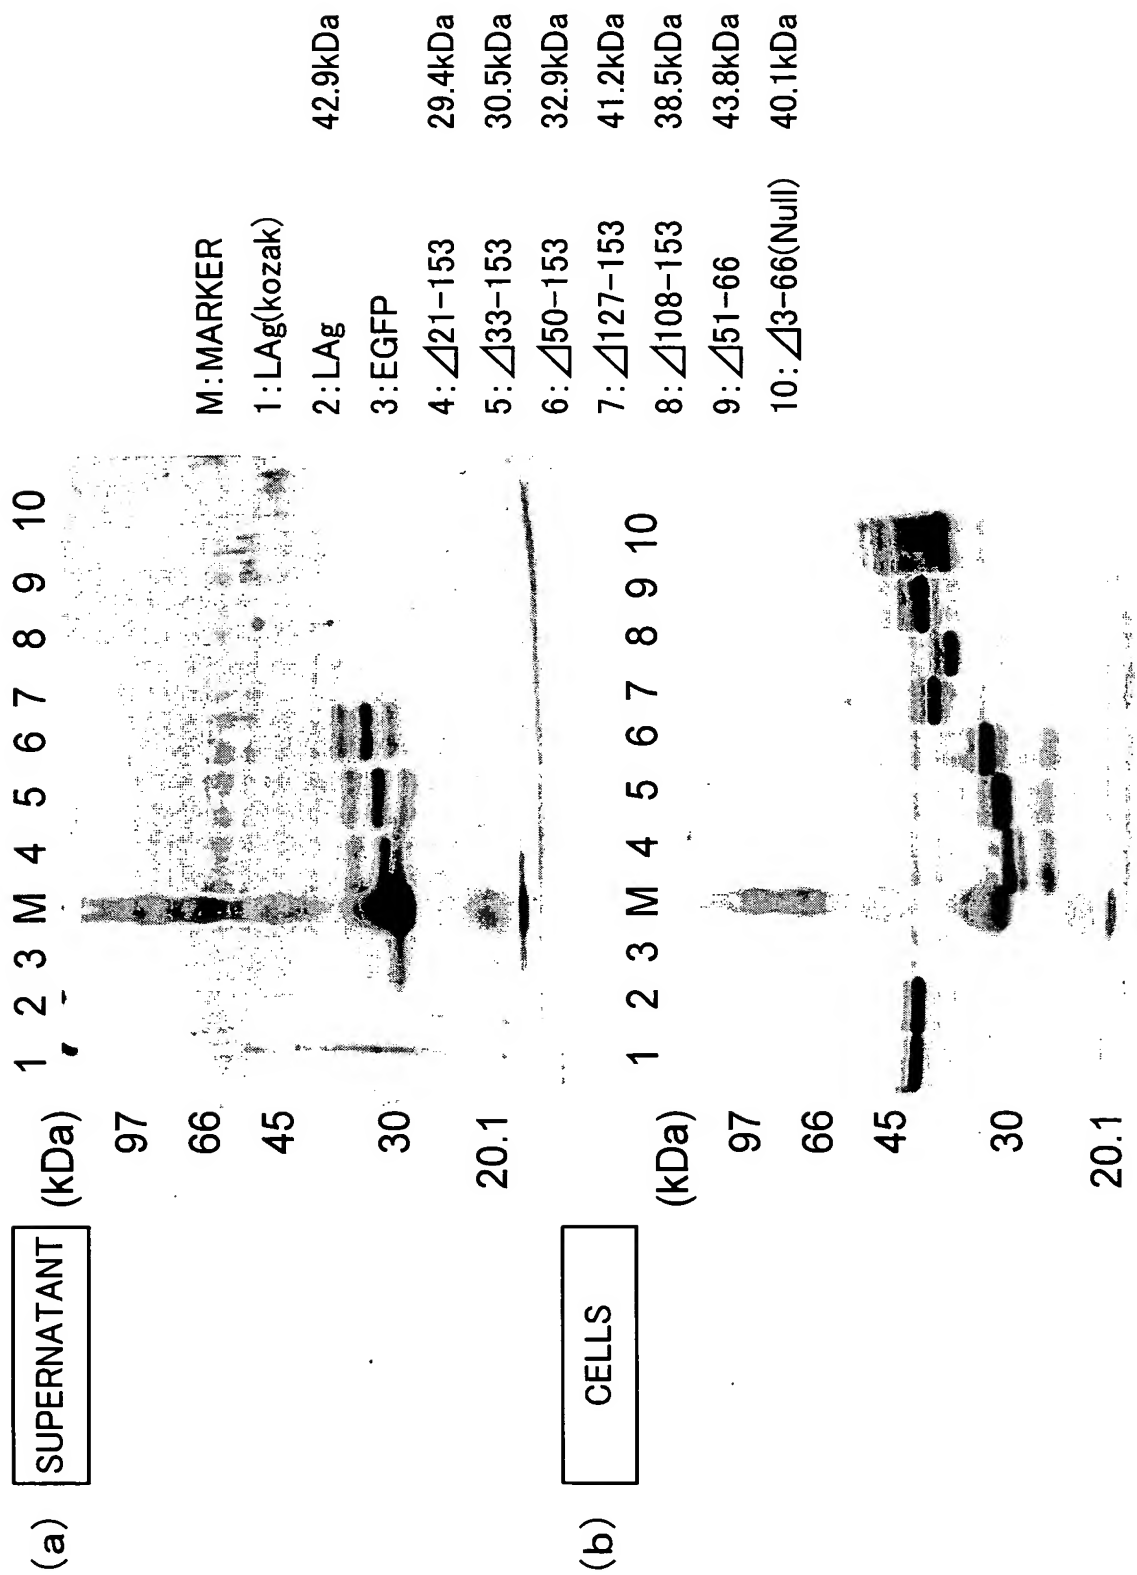 (a)
SUPERNATANT
(kDa) 1 2 3 M 4 5 6 7 8 9 10
97
66
45
30
20.1
(b)
CELLS
(kDa) 1 2 3 M 4 5 6 7 8 9 10
97
66
45
30
20.1
M:MARKER
1:LAg(kozak)
2:LAg 42.9kDa
3:EGFP
4:⊿21-153 29.4kDa
5:⊿33-153 30.5kDa
6:⊿50-153 32.9kDa
7:⊿127-153 41.2kDa
8:⊿108-153 38.5kDa
9:⊿51-66 43.8kDa
10:⊿3-66(Null) 40.1kDa